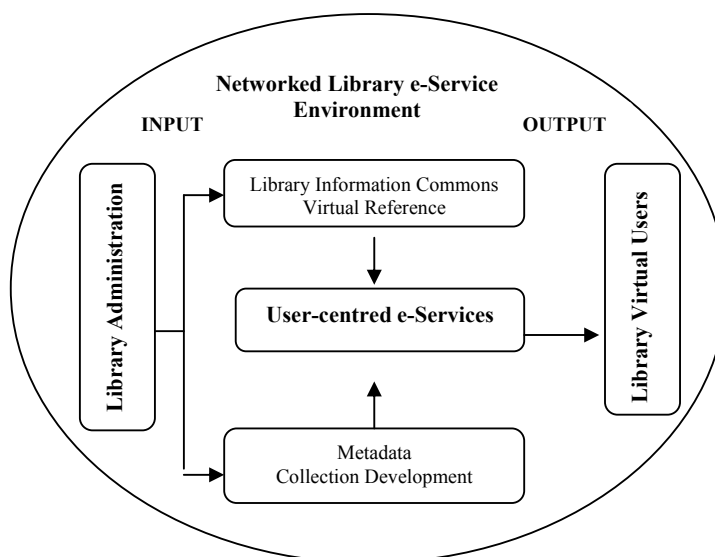 Networked Library e-Service
Environment
INPUT
OUTPUT
Library Administration
Library Information Commons
Virtual Reference
User-centred e-Services
Metadata
Collection Development
Library Virtual Users